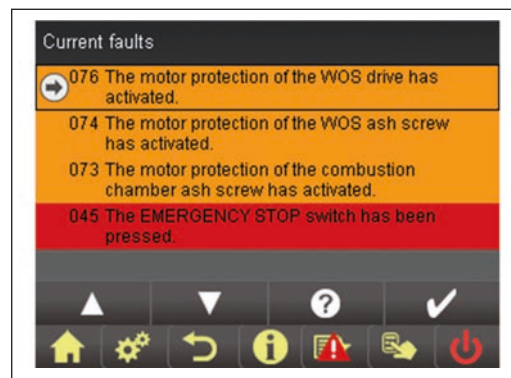 Current faults
076 The motor protection of the WOS drive has
activated.
074 The motor protection of the WOS ash screw
has activated.
073 The motor protection of the combustion
chamber ash screw has activated.
045 The EMERGENCY STOP switch has been
pressed.